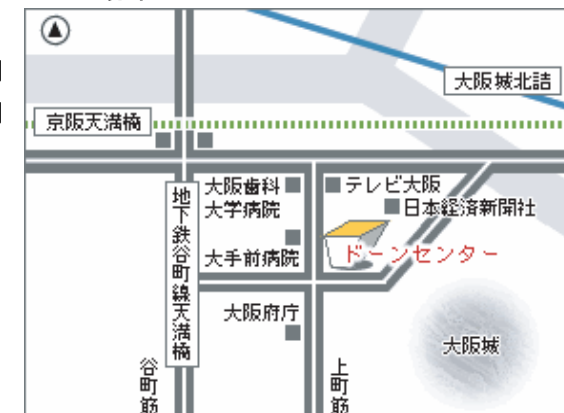 大阪城北詰
京阪天満橋
地下鉄谷町線天満橋
大阪歯科
大学病院
テレビ大阪
日本経済新聞社
大手前病院
ドーンセンター
大阪府庁
大阪城
谷町筋
上町筋